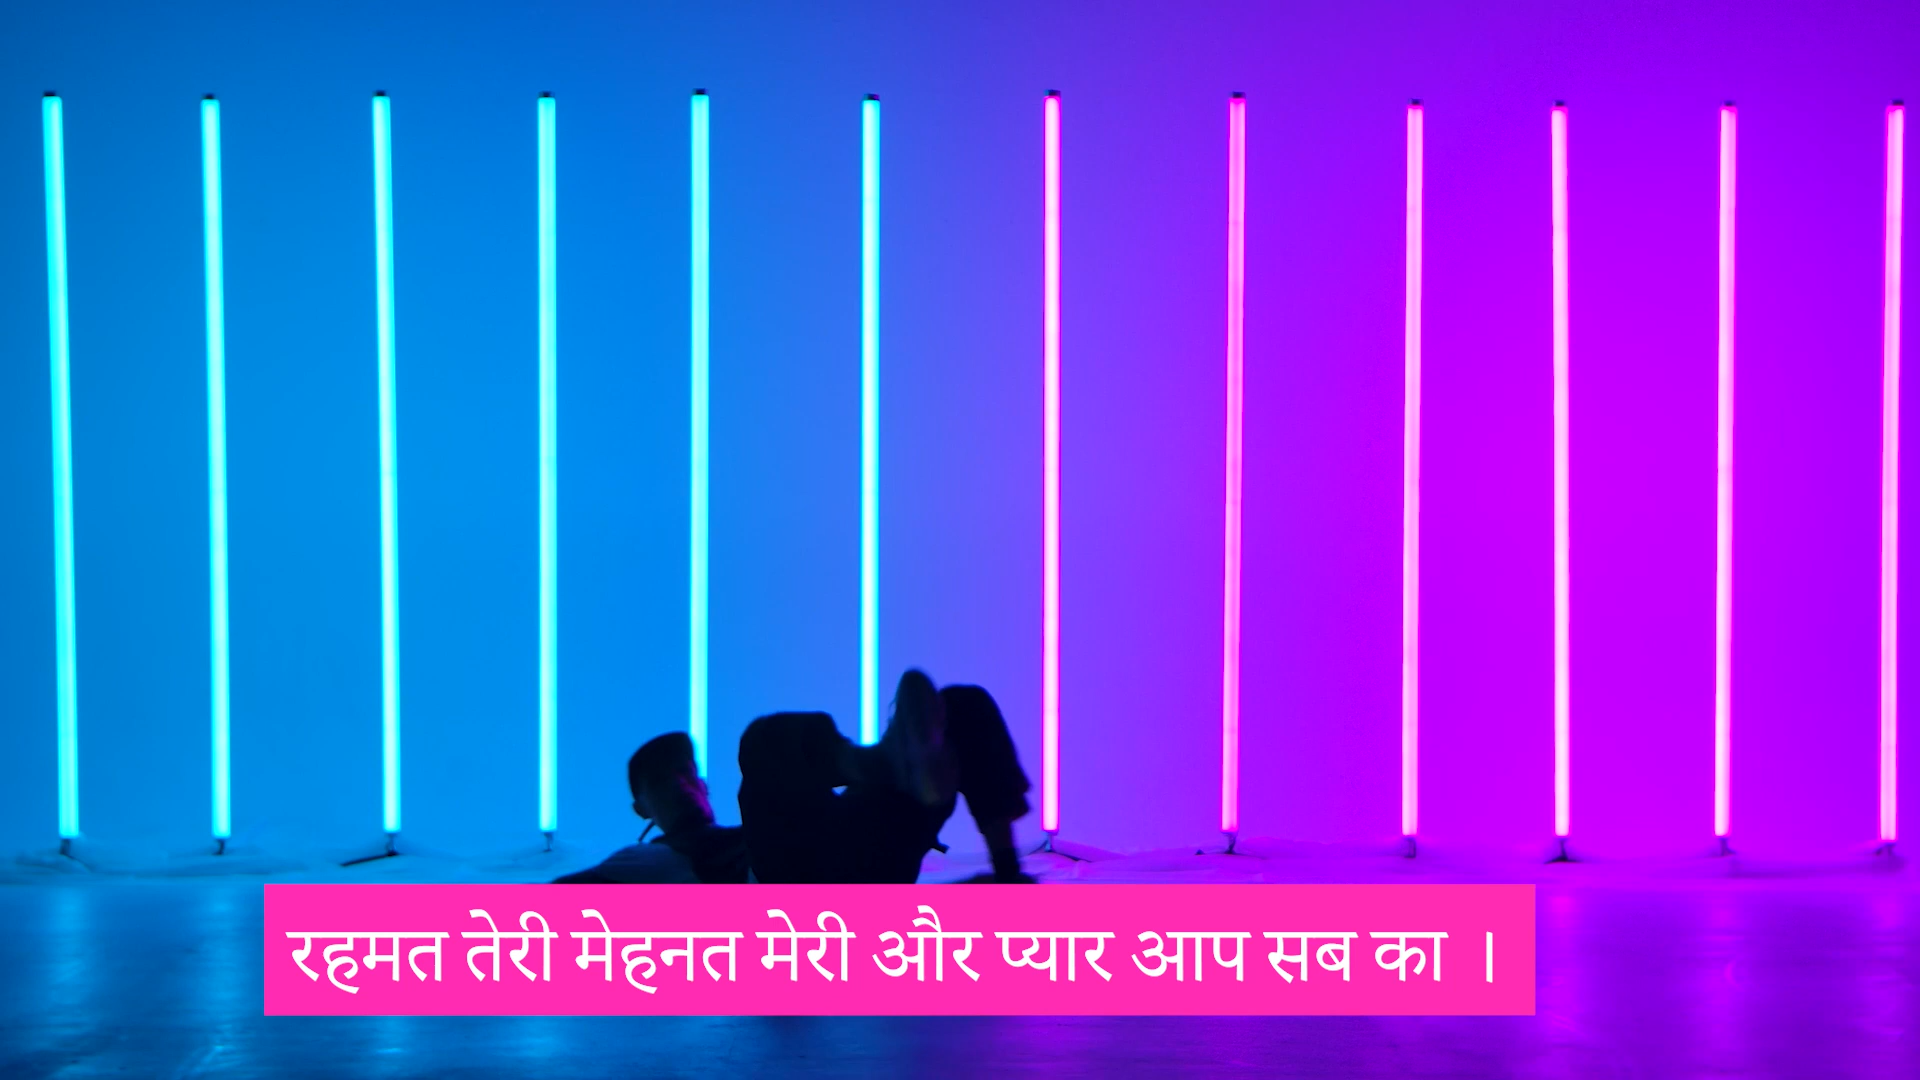 रहमत तेरी मेहनत मेरी और प्यार आप सब का ।